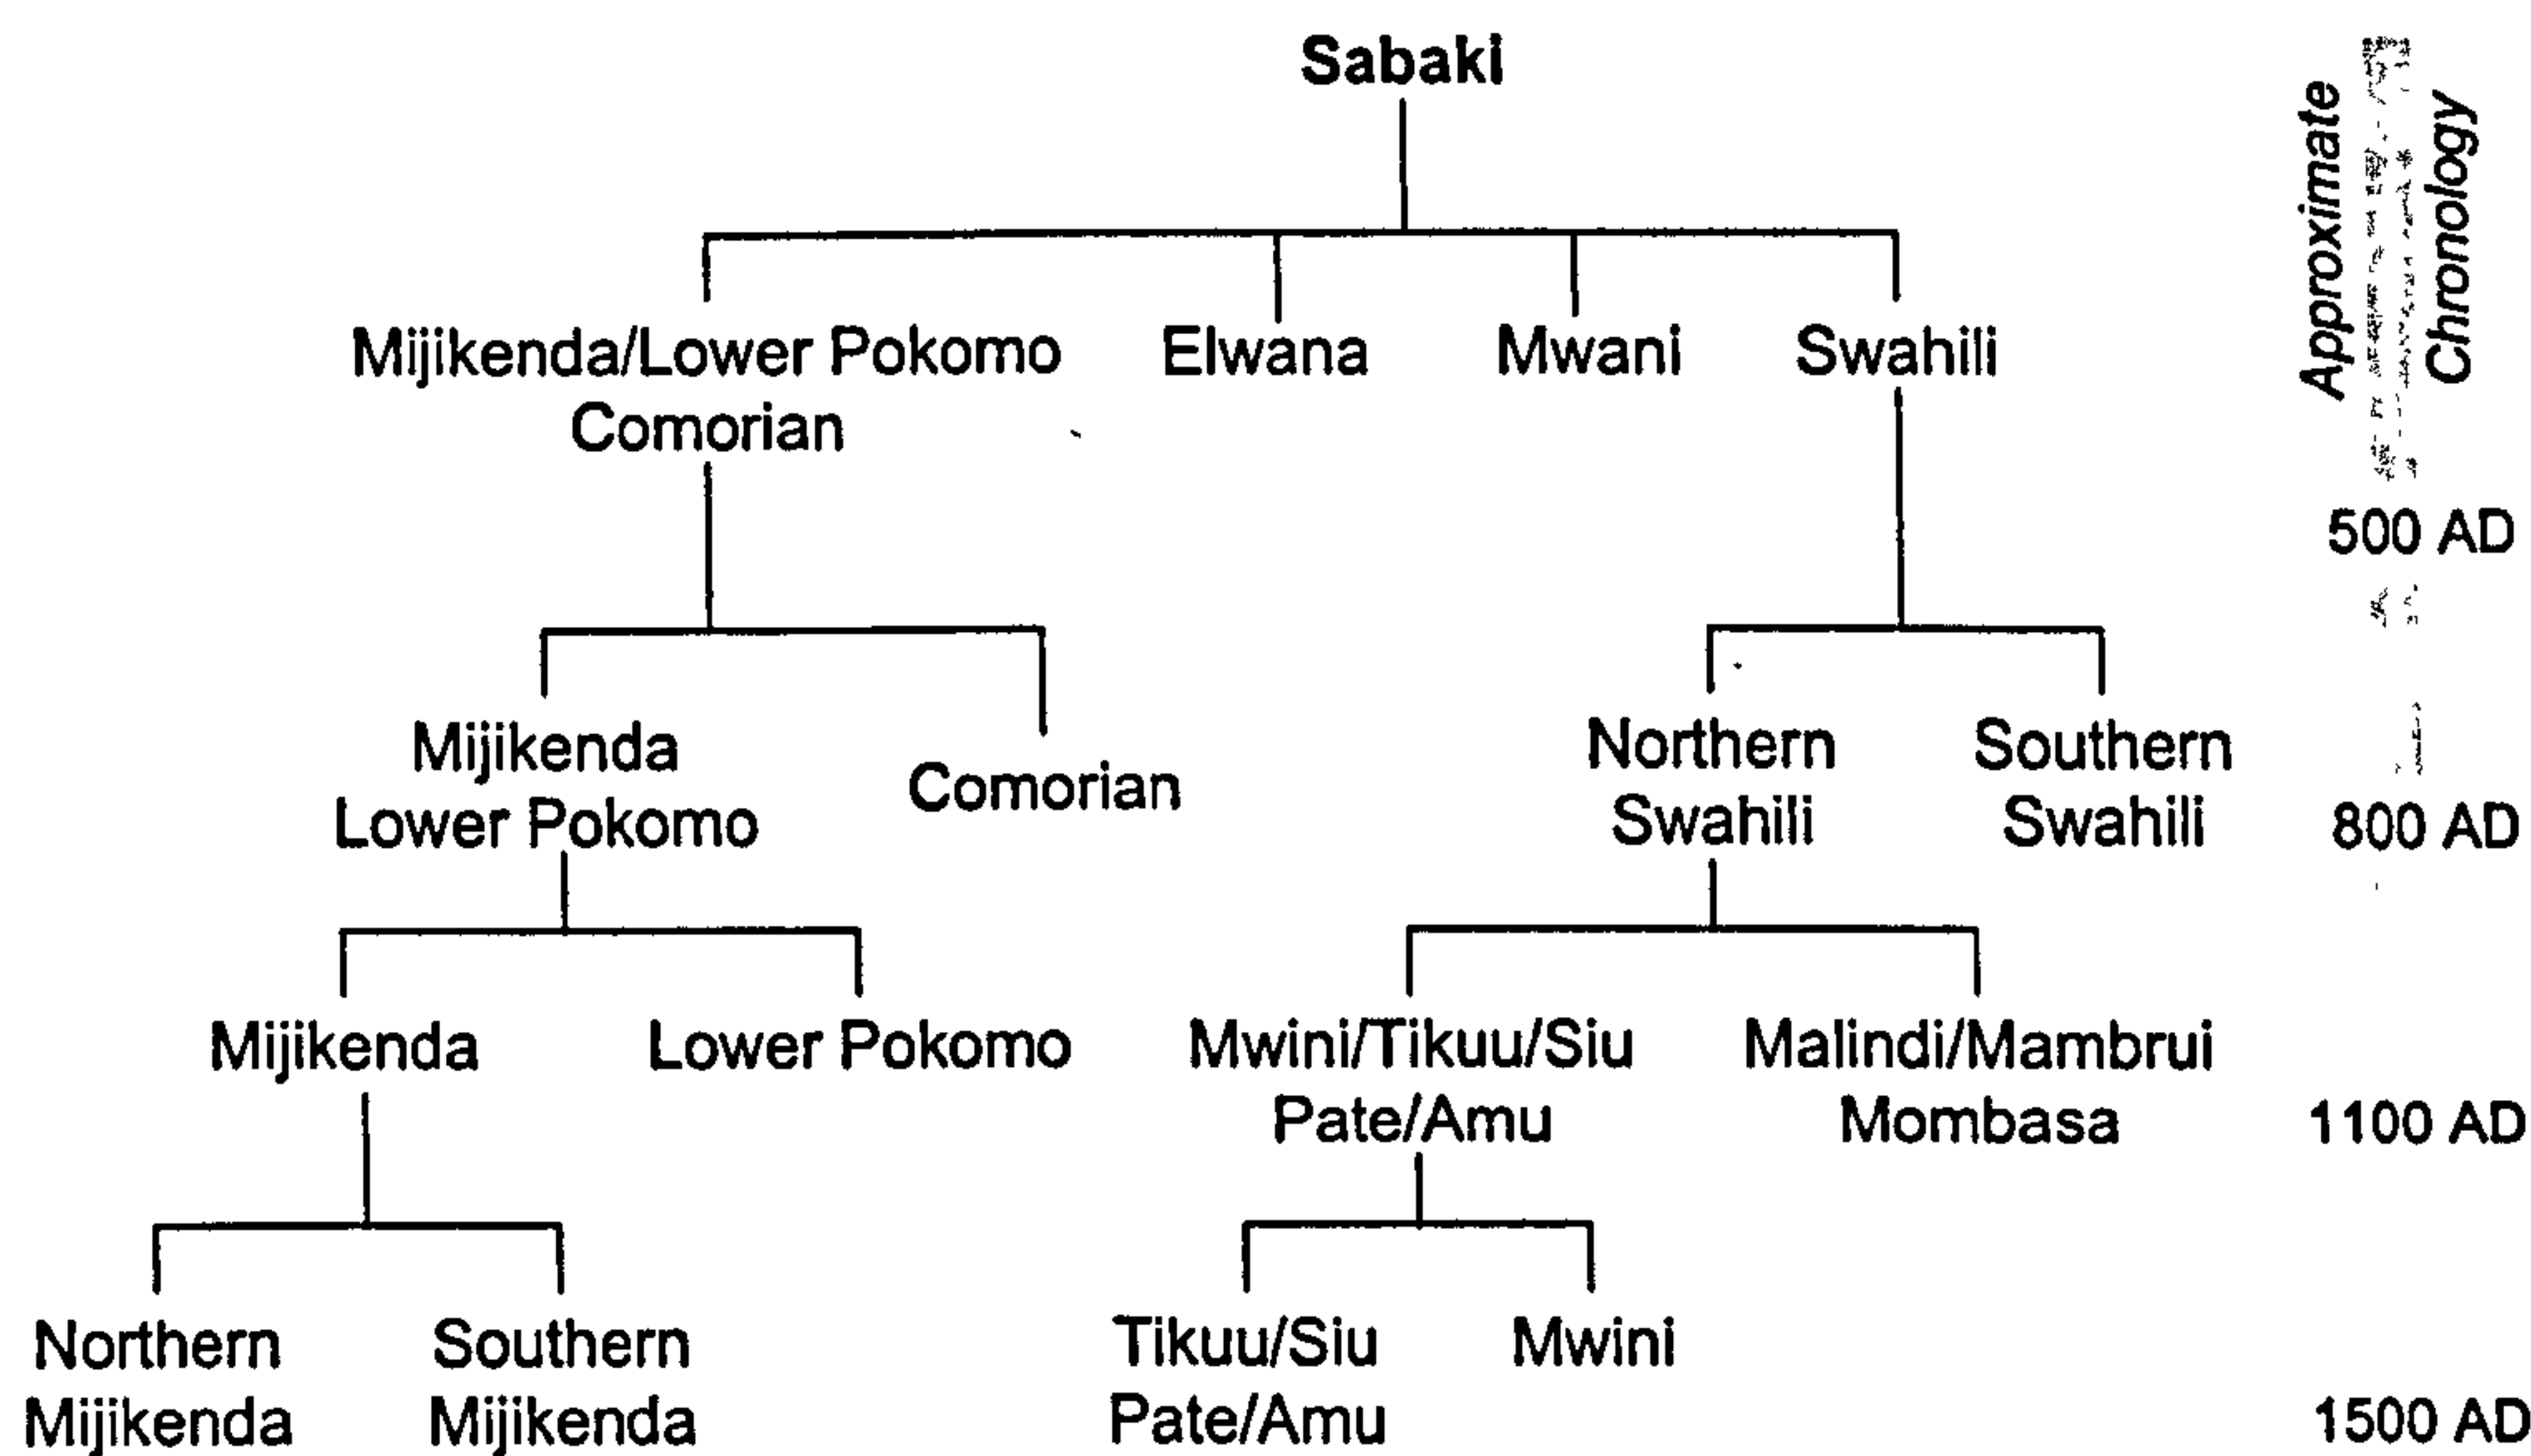 Sabaki
Approximate
Chronology
Mijikenda/Lower Pokomo
Comorian
Elwana
Mwani
Swahili
500 AD
Mijikenda
Lower Pokomo
Comorian
Northern
Swahili
Southern
Swahili
800 AD
Mijikenda
Lower Pokomo
Mwini/Tikuu/Siu
Pate/Amu
Malindi/Mambrui
Mombasa
1100 AD
Northern
Mijikenda
Southern
Mijikenda
Tikuu/Siu
Pate/Amu
Mwini
1500 AD